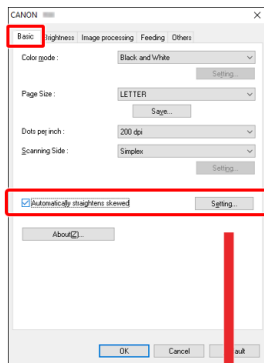 CANON
Basic Brightness Image processing Feeding Others
Color mode : Black and White
Setting...
Page Size : LETTER
Save...
Dots per inch : 200 dpi
Scanning Side : Simplex
Setting...
Automatically straightens skewed Setting...
About(Z)...
OK Cancel